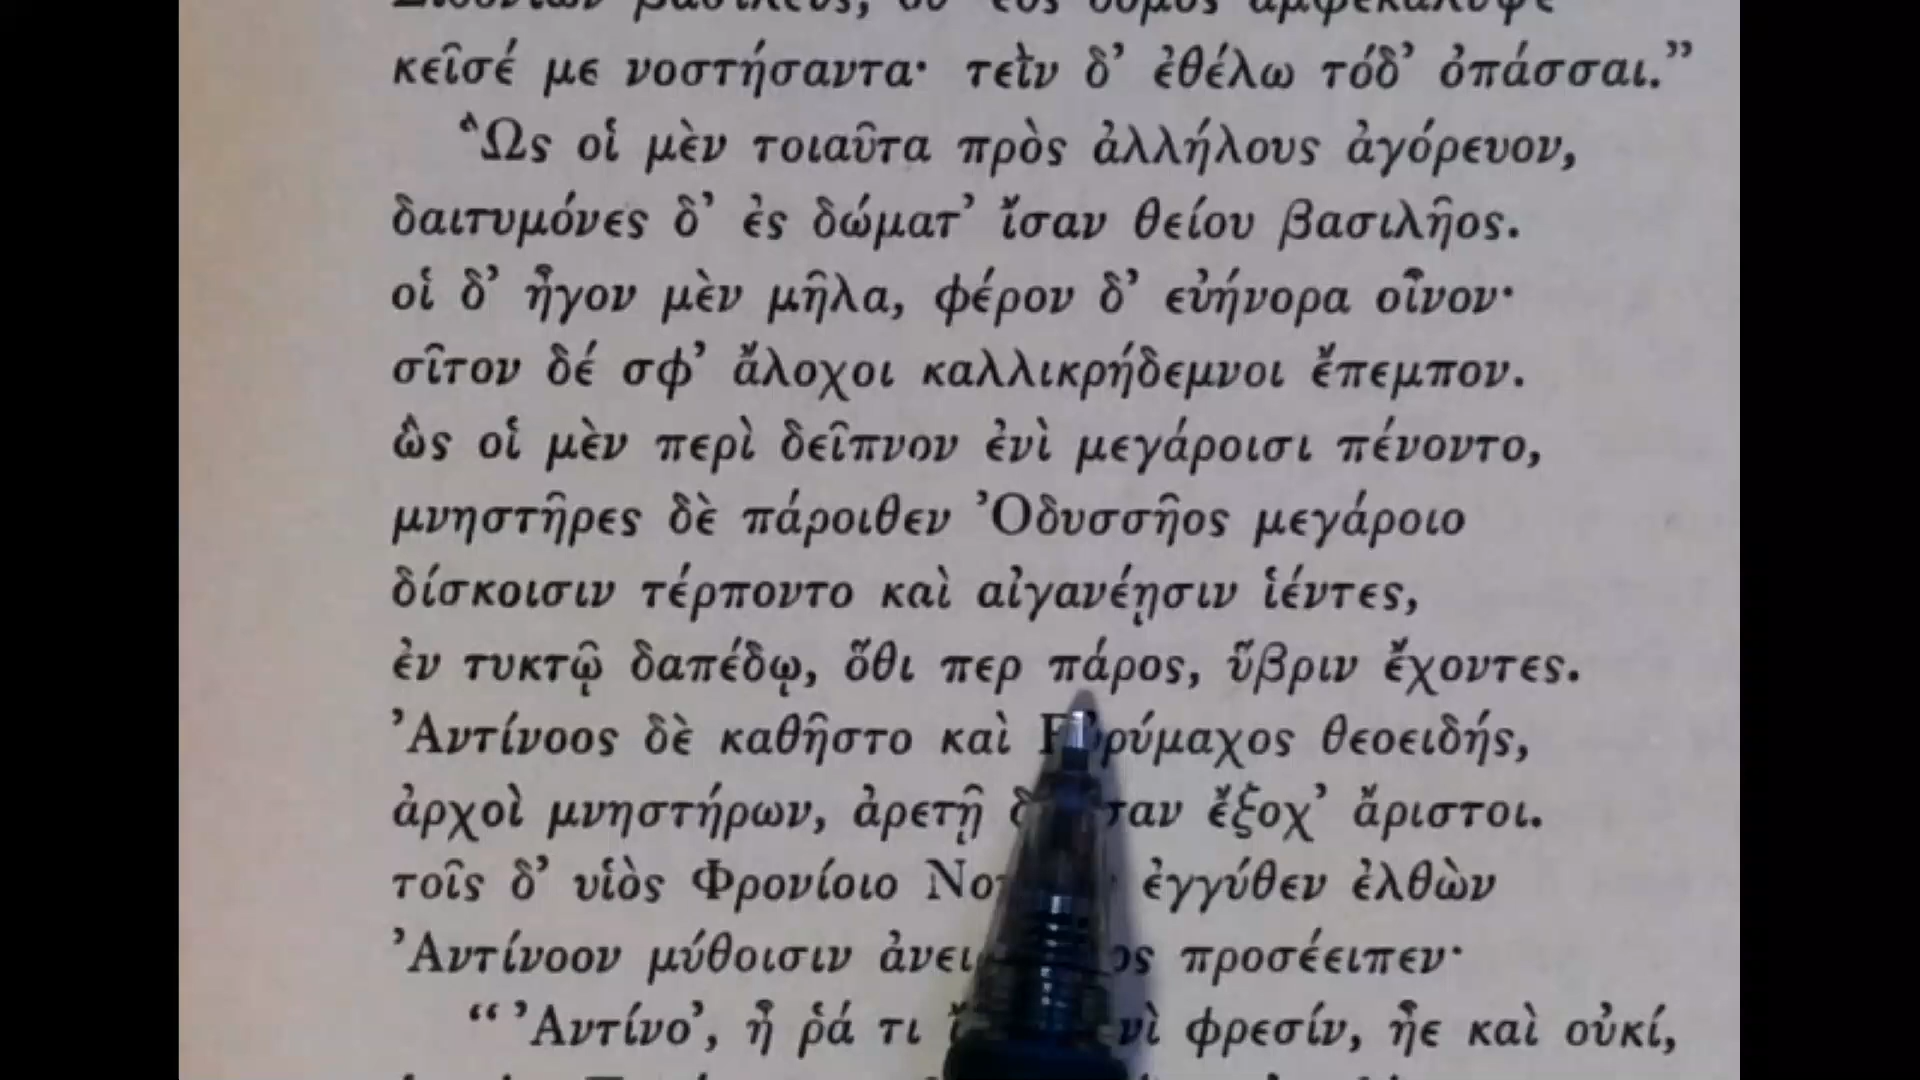 κεῖσέ με νοστήσαντα· τεῒν δ’ ἐθέλω τόδ’ ὀπάσσαι.”
Ὣς οἱ μὲν τοιαῦτα πρὸς ἀλλήλους ἀγόρευον,
δαιτυμόνες δ’ ἐς δώματ’ ἴσαν θείου βασιλῆος.
οἱ δ’ ἦγον μὲν μῆλα, φέρον δ’ εὐήνορα οἶνον·
σῖτον δέ σφ’ ἄλοχοι καλλικρήδεμνοι ἔπεμπον.
ὣς οἱ μὲν περὶ δεῖπνον ἐνὶ μεγάροισι πένοντο,
μνηστῆρες δὲ πάροιθεν Ὀδυσσῆος μεγάροιο
δίσκοισιν τέρποντο καὶ αἰγανέῃσιν ἱέντες,
ἐν τυκτῷ δαπέδῳ, ὅθι περ πάρος, ὕβριν ἔχοντες.
Ἀντίνοος δὲ καθῆστο καὶ Εὐρύμαχος θεοειδής,
ἀρχοὶ μνηστήρων, ἀρετῇ ἔξοχ’ ἄριστοι.
τοῖς δ’ υἱὸς Φρονίοιο ἐγγύθεν ἐλθὼν
Ἀντίνοον μύθοισιν προσέειπεν·
“Ἀντίνο’, ἦ ῥά τι φρεσίν, ἦε καὶ οὐκί,